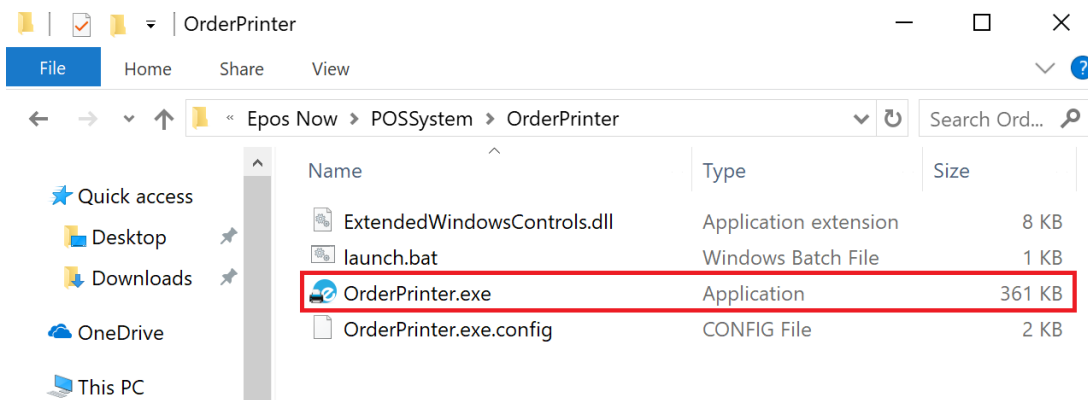 OrderPrinter
File Home Share View ?
« Epos Now > POSSystem > OrderPrinter Search Ord...
Name Type Size
Quick access
Desktop
Downloads
OneDrive
This PC
ExtendedWindowsControls.dll Application extension 8 KB
launch.bat Windows Batch File 1 KB
OrderPrinter.exe Application 361 KB
OrderPrinter.exe.config CONFIG File 2 KB